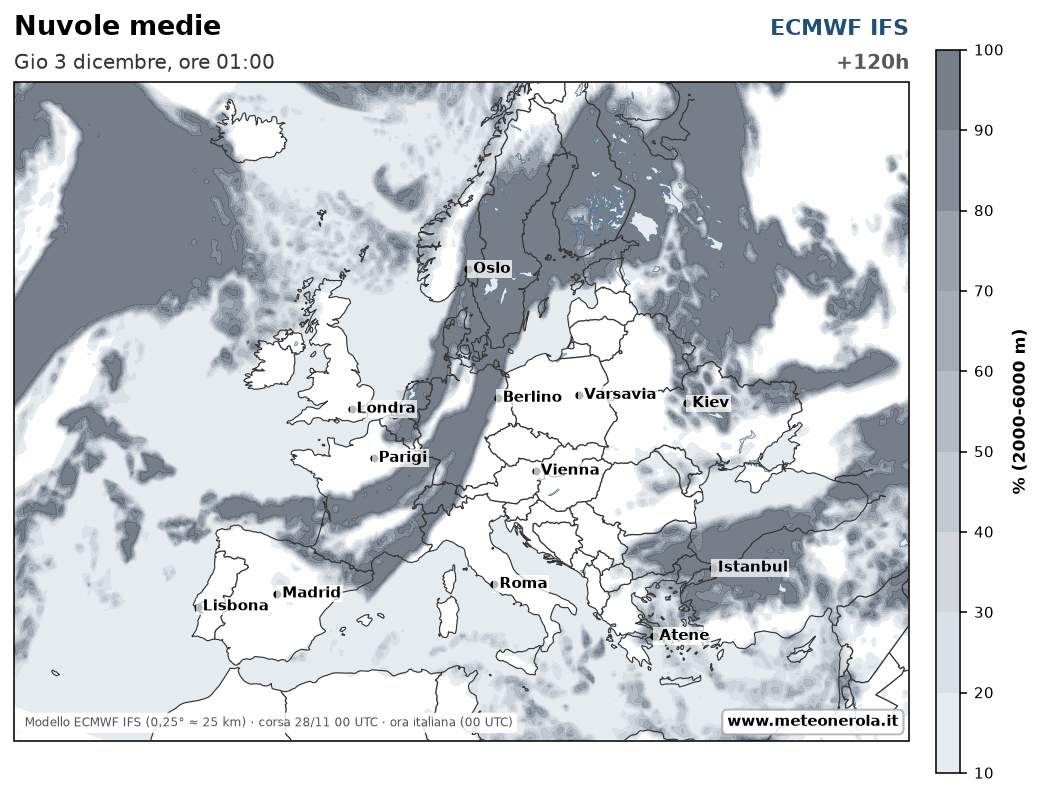 Nuvole medie
ECMWF IFS
Gio 3 dicembre, ore 01:00
+120h
100
90
80
70
60
50
40
30
20
10
% (2000-6000 m)
Oslo
Londra
Berlino
Varsavia
Kiev
Parigi
Vienna
Istanbul
Roma
Madrid
Lisbona
Atene
Modello ECMWF IFS (0,25° ≈ 25 km) · corsa 28/11 00 UTC · ora italiana (00 UTC)
www.meteonerola.it